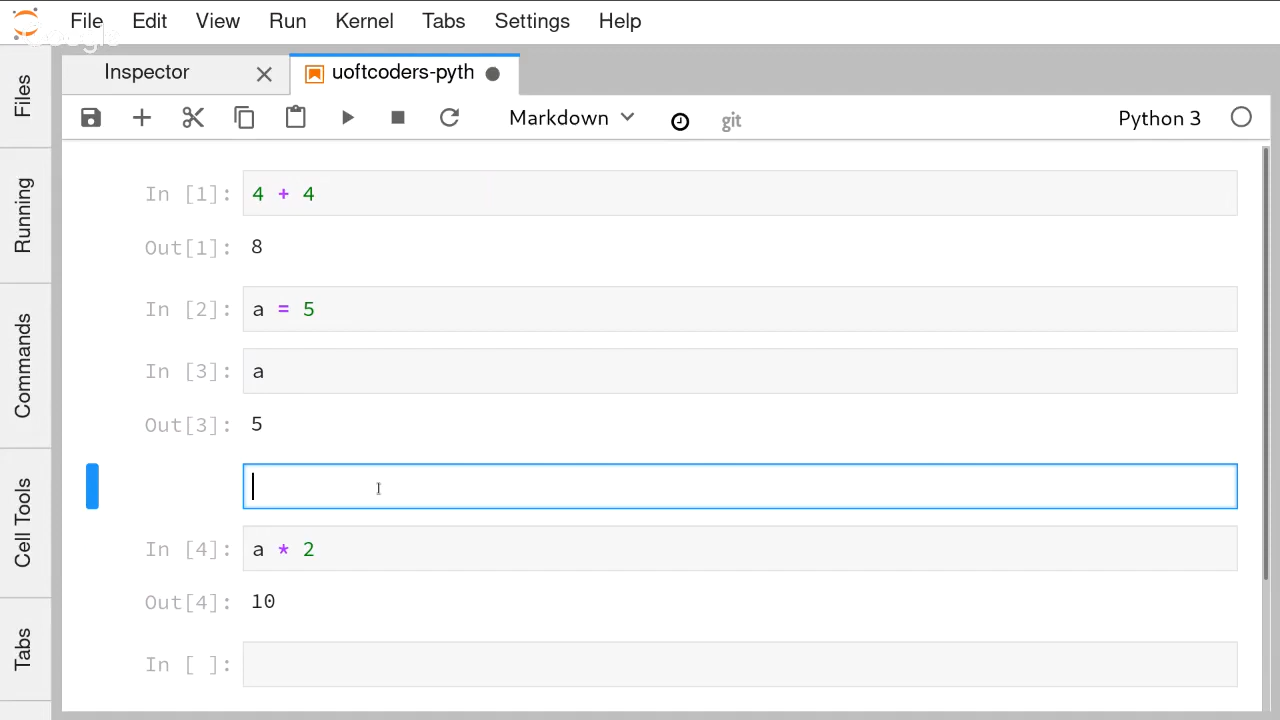 File Edit View Run Kernel Tabs Settings Help
Google
Inspector
uoftcoders-pyth
Markdown
git
Python 3
Files
Running
Commands
Cell Tools
Tabs
In [1]: 4 + 4
Out[1]: 8
In [2]: a = 5
In [3]: a
Out[3]: 5
In [4]: a * 2
Out[4]: 10
In [ ]: